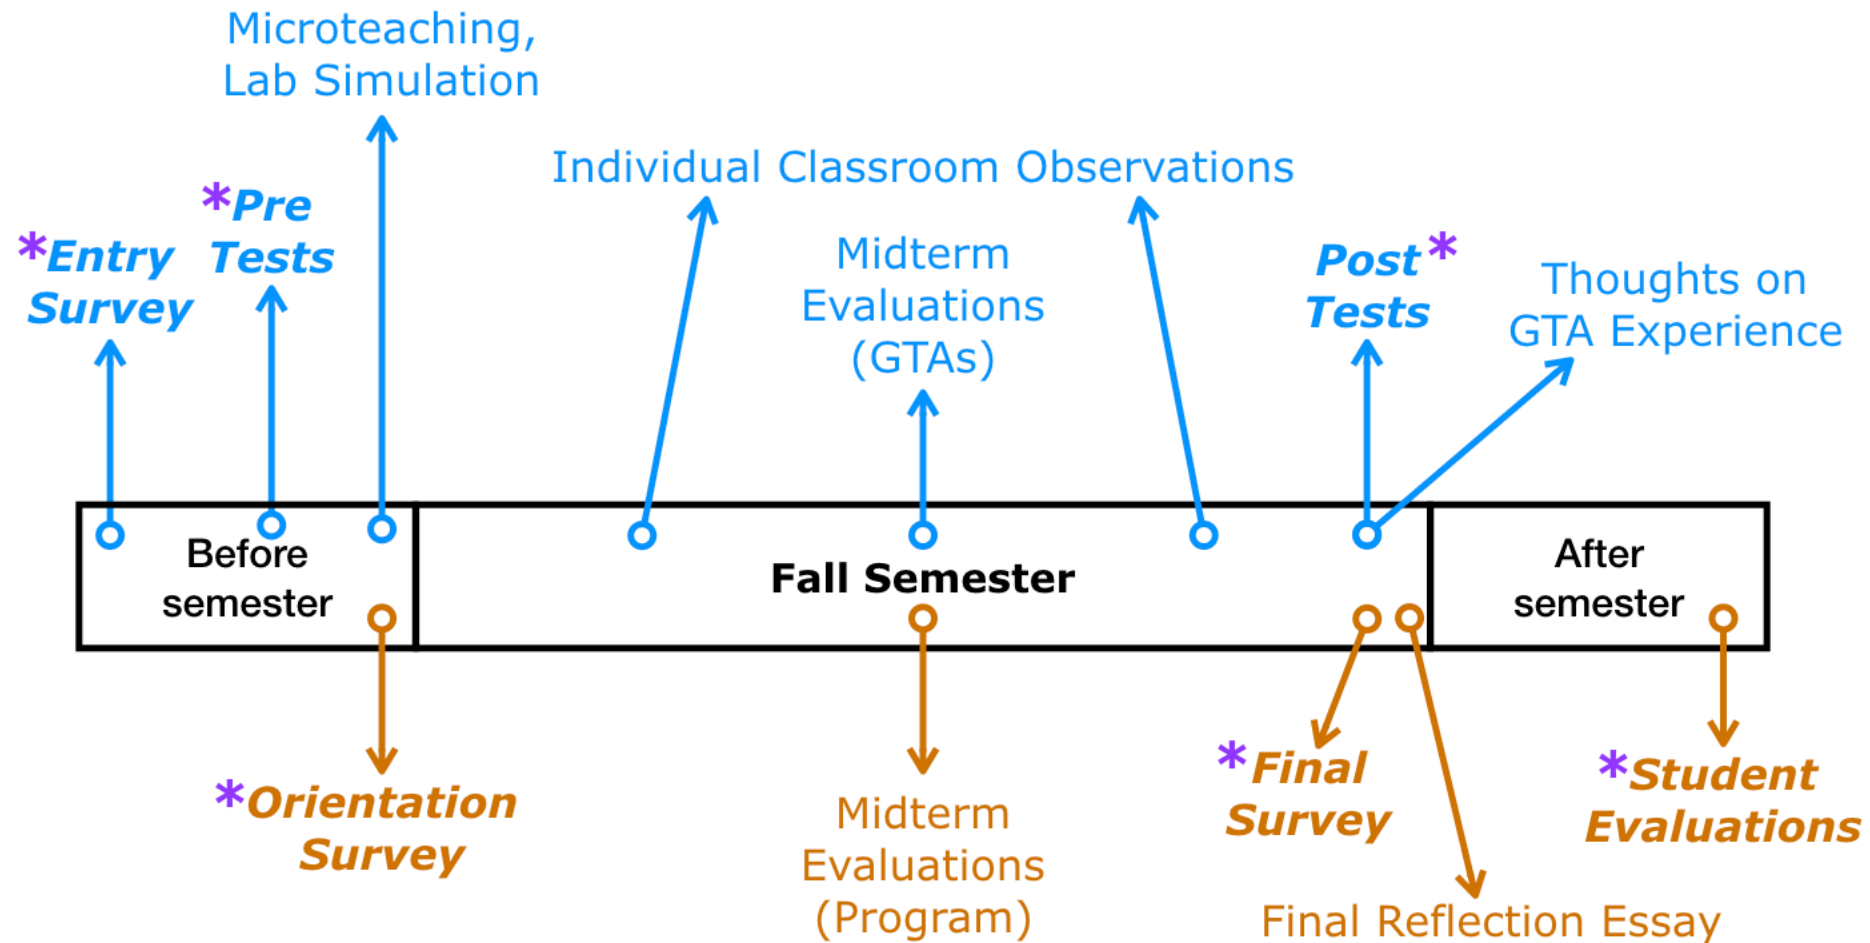 Microteaching,
Lab Simulation
Individual Classroom Observations
*Pre
Tests
*Entry
Survey
Midterm
Evaluations
(GTAs)
Post*
Tests
Thoughts on
GTA Experience
Before
semester
Fall Semester
After
semester
*Orientation
Survey
Midterm
Evaluations
(Program)
*Final
Survey
*Student
Evaluations
Final Reflection Essay